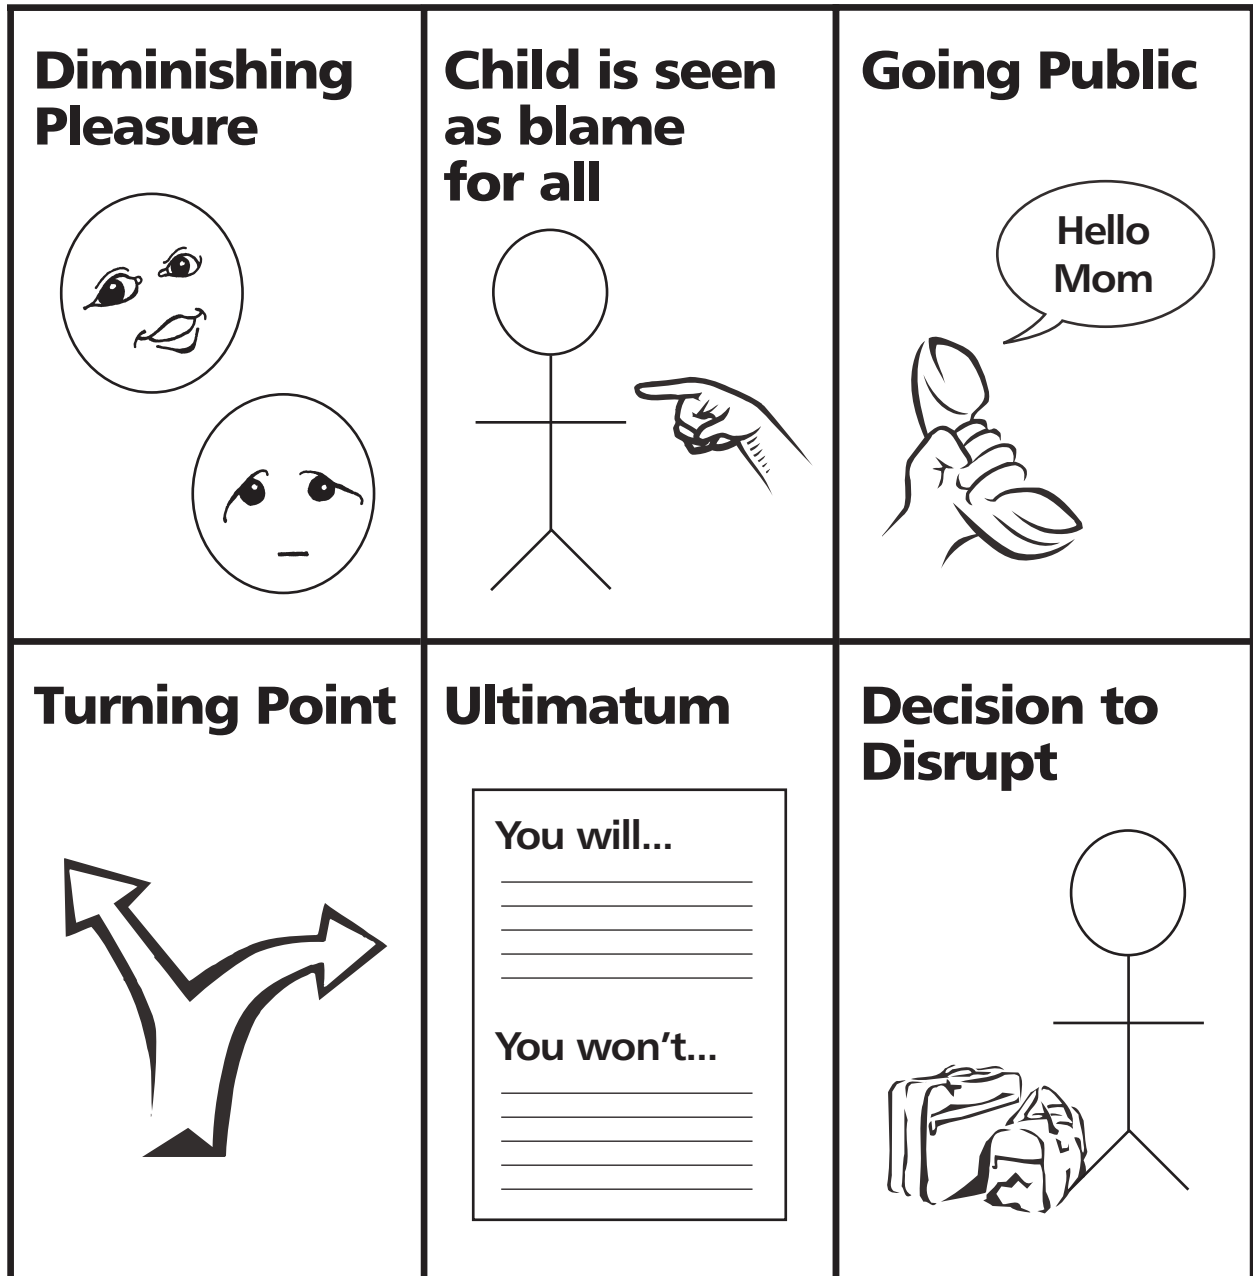 Diminishing
Pleasure
Child is seen
as blame
for all
Going Public
Hello
Mom
Turning Point
Ultimatum
You will...
You won't...
Decision to
Disrupt